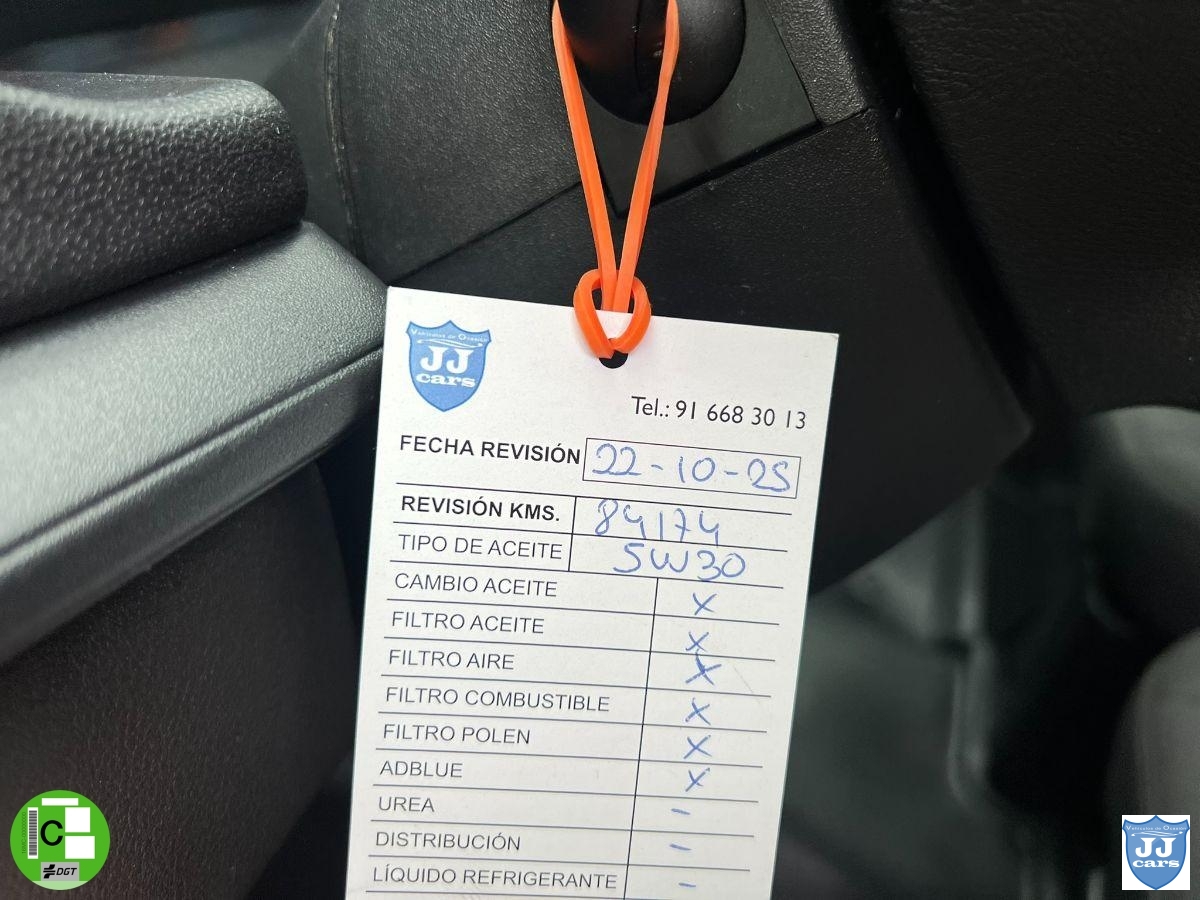 Vehículos de Ocasión
JJ
cars
Tel.: 91 668 30 13
FECHA REVISIÓN 22-10-25
REVISIÓN KMS. 84174
TIPO DE ACEITE 5W30
CAMBIO ACEITE X
FILTRO ACEITE X
FILTRO AIRE X
FILTRO COMBUSTIBLE X
FILTRO POLEN X
ADBLUE X
UREA -
DISTRIBUCIÓN -
LÍQUIDO REFRIGERANTE -
C
DGT
Vehículos de Ocasión
JJ
cars